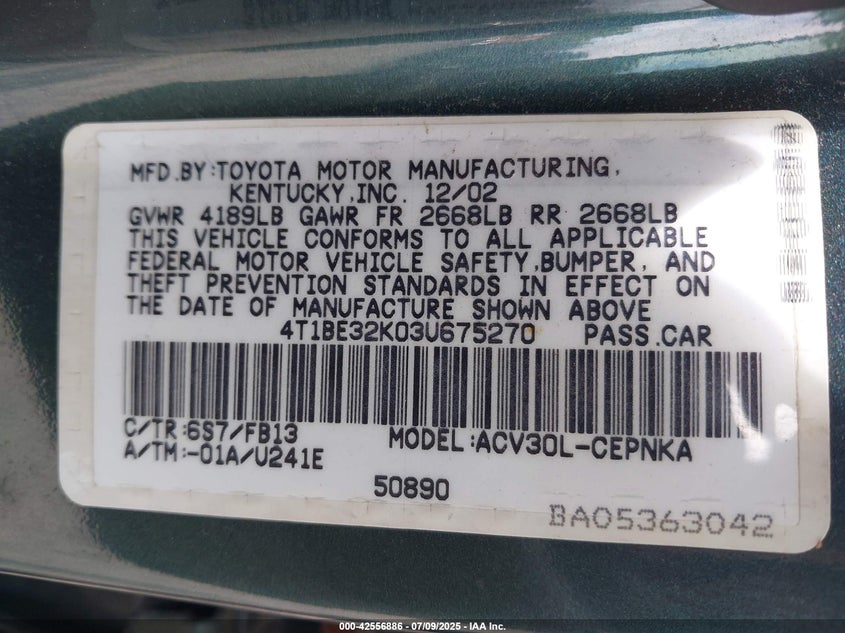 MFD.BY:TOYOTA MOTOR MANUFACTURING,
KENTUCKY,INC. 12/02
GVWR 4189LB GAWR FR 2668LB RR 2668LB
THIS VEHICLE CONFORMS TO ALL APPLICABLE
FEDERAL MOTOR VEHICLE SAFETY,BUMPER, AND
THEFT PREVENTION STANDARDS IN EFFECT ON
THE DATE OF MANUFACTURE SHOWN ABOVE
4T1BE32K03U675270 PASS.CAR
C/TR:6S7/FB13 MODEL:ACV30L-CEPNKA
A/TM:-01A/U241E
50890
BA05363042
000-42556886 - 07/09/2025 - IAA Inc.